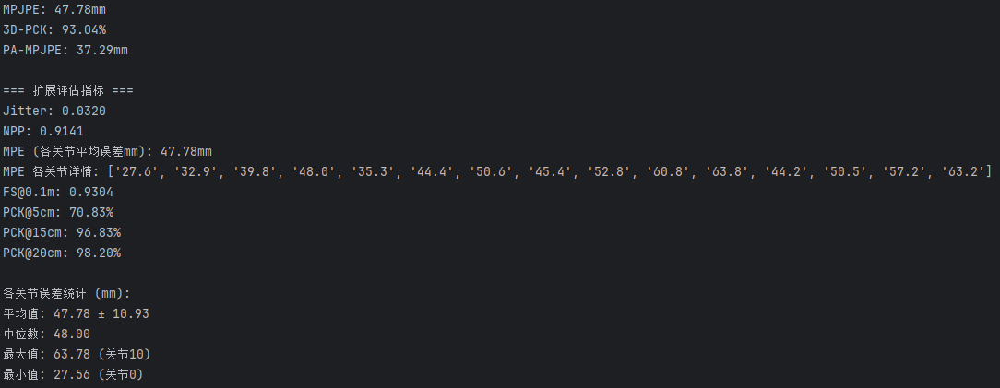 MPJPE: 47.78mm
3D-PCK: 93.04%
PA-MPJPE: 37.29mm
=== 扩展评估指标 ===
Jitter: 0.0320
NPP: 0.9141
MPE (各关节平均误差mm): 47.78mm
MPE 各关节详情: ['27.6', '32.9', '39.8', '48.0', '35.3', '44.4', '50.6', '45.4', '52.8', '60.8', '63.8', '44.2', '50.5', '57.2', '63.2']
FS@0.1m: 0.9304
PCK@5cm: 70.83%
PCK@15cm: 96.83%
PCK@20cm: 98.20%
各关节误差统计 (mm):
平均值: 47.78 ± 10.93
中位数: 48.00
最大值: 63.78 (关节10)
最小值: 27.56 (关节0)